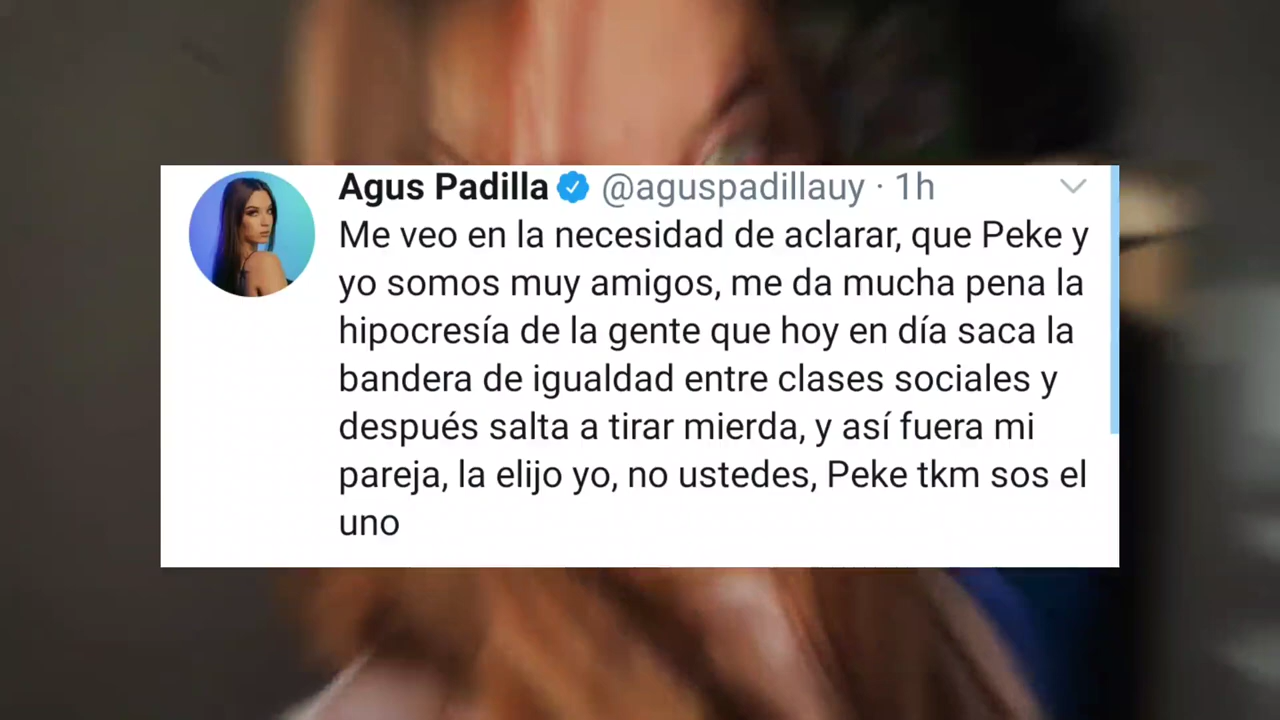 Agus Padilla @aguspadillauy · 1h
Me veo en la necesidad de aclarar, que Peke y
yo somos muy amigos, me da mucha pena la
hipocresía de la gente que hoy en día saca la
bandera de igualdad entre clases sociales y
después salta a tirar mierda, y así fuera mi
pareja, la elijo yo, no ustedes, Peke tkm sos el
uno